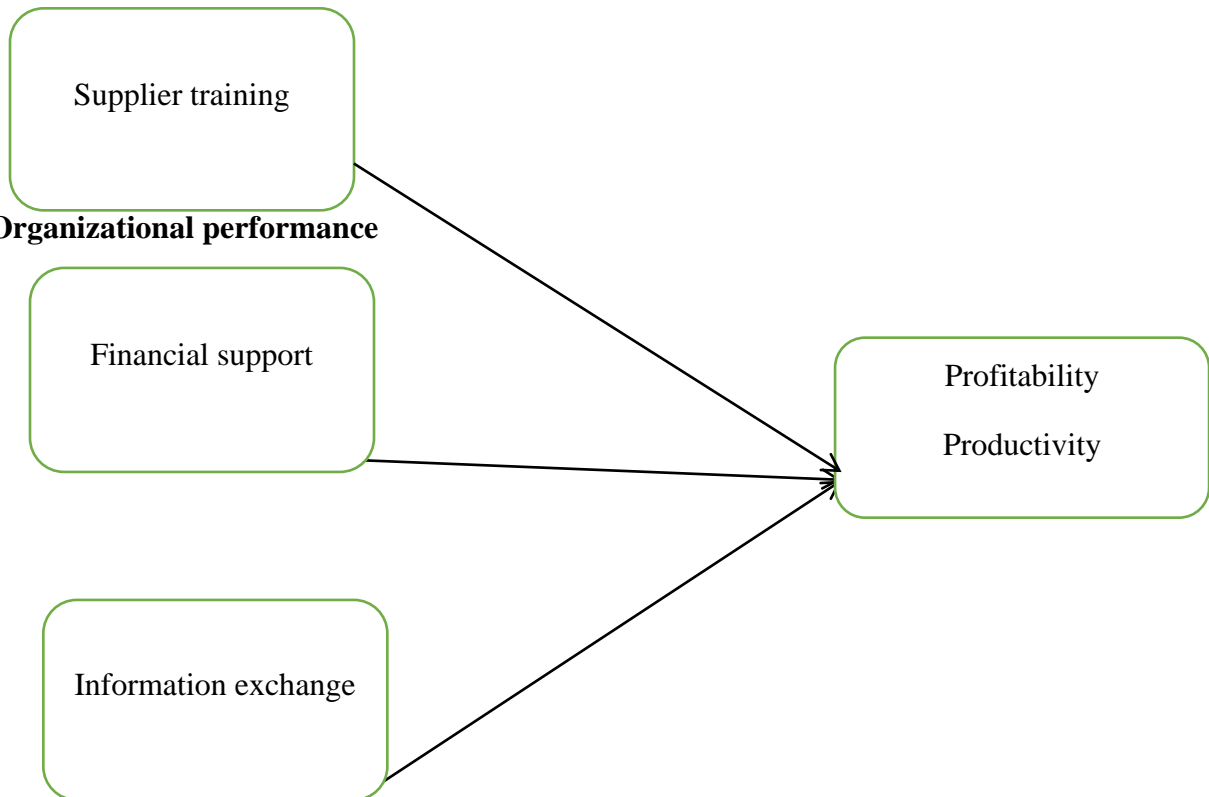 Supplier training
Organizational performance
Financial support
Profitability
Productivity
Information exchange